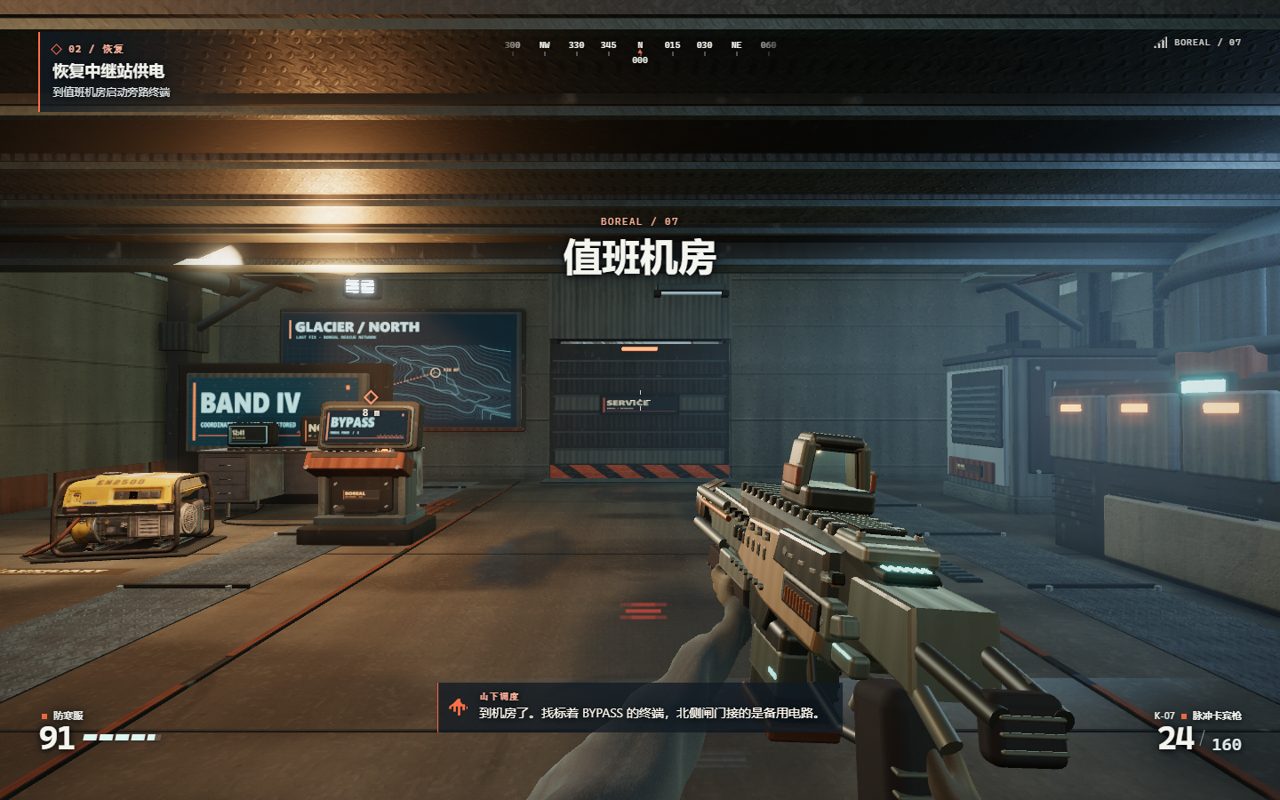 02 / 恢复
恢复中继站供电
到值班机房启动旁路终端
300 NW 330 345 N 015 030 NE 060
000
BOREAL / 07
BOREAL / 07
值班机房
GLACIER / NORTH
BAND IV
12:41
8 m
BYPASS
BOREAL
SERVICE
山下调度
到机房了。找标着 BYPASS 的终端，北侧闸门接的是备用电路。
防寒服
91
K-07 脉冲卡宾枪
24 / 160